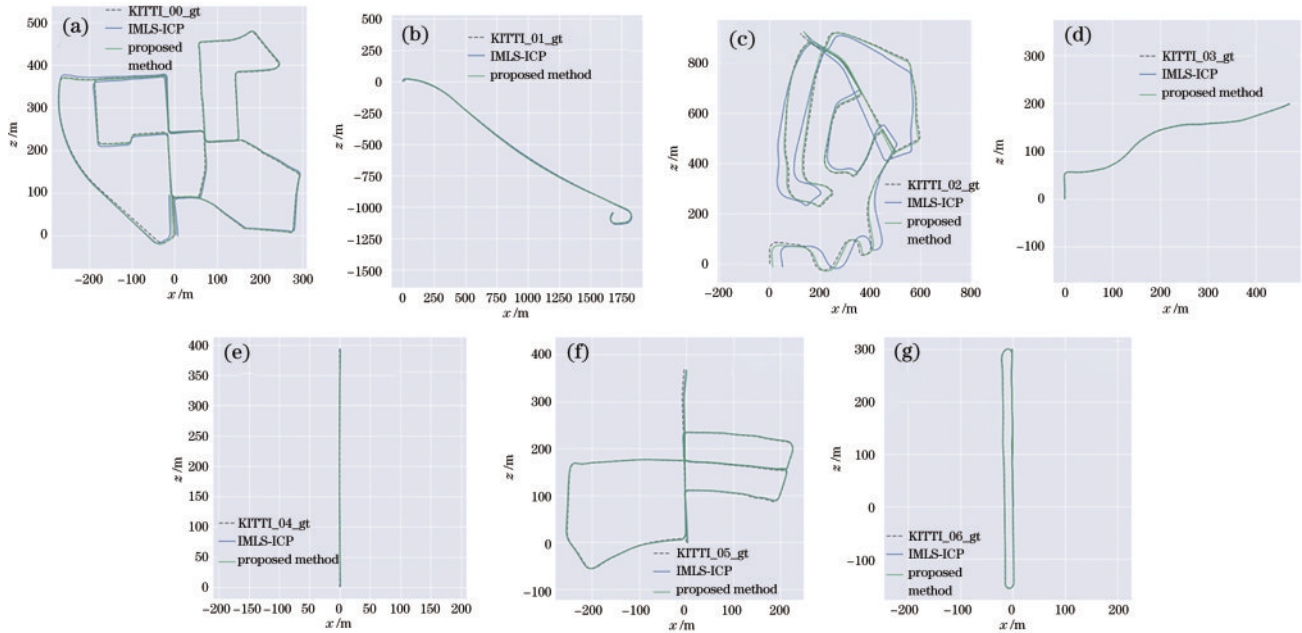 (a)
KITTI_00_gt
IMLS-ICP
proposed
method
500
400
300
200
100
0
z /m
−200 −100 0 100 200 300
x /m
(b)
KITTI_01_gt
IMLS-ICP
proposed method
500
250
0
−250
−500
−750
−1000
−1250
−1500
z /m
0 250 500 750 1000 1250 1500 1750
x /m
(c)
KITTI_02_gt
IMLS-ICP
proposed
method
800
600
400
200
0
z /m
−200 0 200 400 600 800
x /m
(d)
KITTI_03_gt
IMLS-ICP
proposed method
300
200
100
0
−100
z /m
0 100 200 300 400
x /m
(e)
KITTI_04_gt
IMLS-ICP
proposed method
400
350
300
250
200
150
100
50
0
z /m
−200 −150 −100 −50 0 50 100 150 200
x /m
(f)
KITTI_05_gt
IMLS-ICP
proposed method
400
300
200
100
0
−100
z /m
−200 −100 0 100 200
x /m
(g)
KITTI_06_gt
IMLS-ICP
proposed
method
300
200
100
0
−100
z /m
−200 −100 0 100 200
x /m